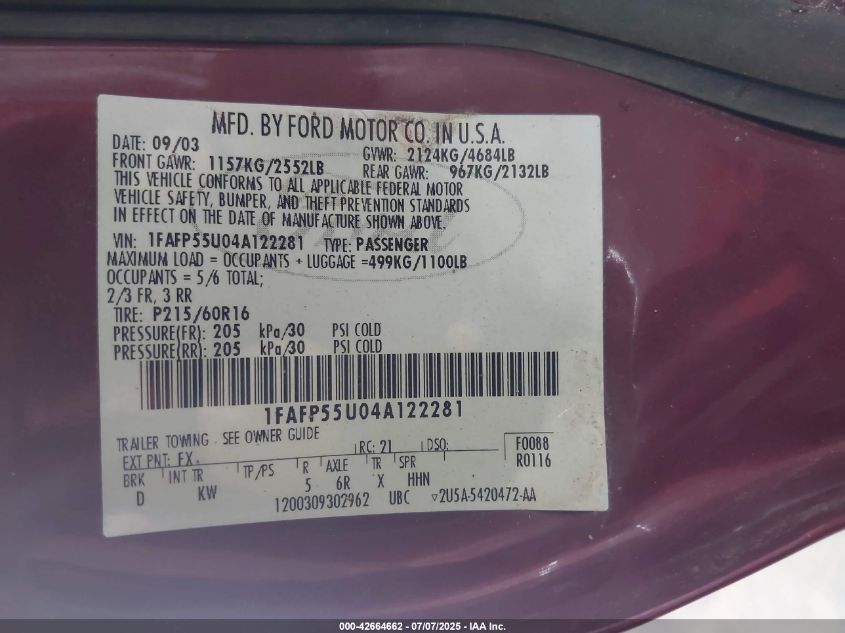 MFD. BY FORD MOTOR CO. IN U.S.A.
DATE: 09/03 GVWR: 2124KG/4684LB
FRONT GAWR: 1157KG/2552LB REAR GAWR: 967KG/2132LB
THIS VEHICLE CONFORMS TO ALL APPLICABLE FEDERAL MOTOR
VEHICLE SAFETY, BUMPER, AND THEFT PREVENTION STANDARDS
IN EFFECT ON THE DATE OF MANUFACTURE SHOWN ABOVE.
VIN: 1FAFP55U04A122281 TYPE: PASSENGER
MAXIMUM LOAD = OCCUPANTS + LUGGAGE =499KG/1100LB
OCCUPANTS = 5/6 TOTAL;
2/3 FR, 3 RR
TIRE: P215/60R16
PRESSURE(FR): 205 kPa/30 PSI COLD
PRESSURE(RR): 205 kPa/30 PSI COLD
1FAFP55U04A122281
TRAILER TOWING - SEE OWNER GUIDE
EXT PNT: FX. RC: 21 DSO: F0088
R0116
BRK INT TR TP/PS R AXLE TR SPR
D KW 5 6R X HHN
1200309302962 UBC ▽2U5A-5420472-AA
000-42664662 - 07/07/2025 - IAA Inc.